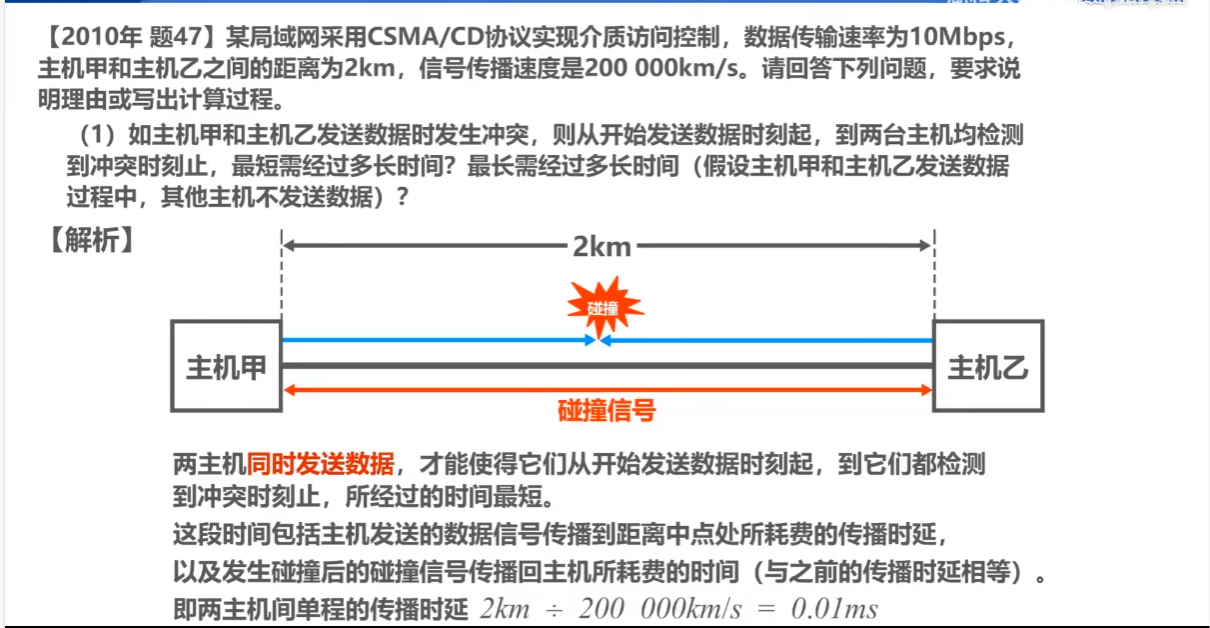 【2010年 题47】某局域网采用CSMA/CD协议实现介质访问控制，数据传输速率为10Mbps，
主机甲和主机乙之间的距离为2km，信号传播速度是200 000km/s。请回答下列问题，要求说
明理由或写出计算过程。
（1）如主机甲和主机乙发送数据时发生冲突，则从开始发送数据时刻起，到两台主机均检测
到冲突时刻止，最短需经过多长时间？最长需经过多长时间（假设主机甲和主机乙发送数据
过程中，其他主机不发送数据）？
【解析】
2km
碰撞
主机甲
主机乙
碰撞信号
两主机同时发送数据，才能使得它们从开始发送数据时刻起，到它们都检测
到冲突时刻止，所经过的时间最短。
这段时间包括主机发送的数据信号传播到距离中点处所耗费的传播时延，
以及发生碰撞后的碰撞信号传播回主机所耗费的时间（与之前的传播时延相等）。
即两主机间单程的传播时延 2km ÷ 200 000km/s = 0.01ms